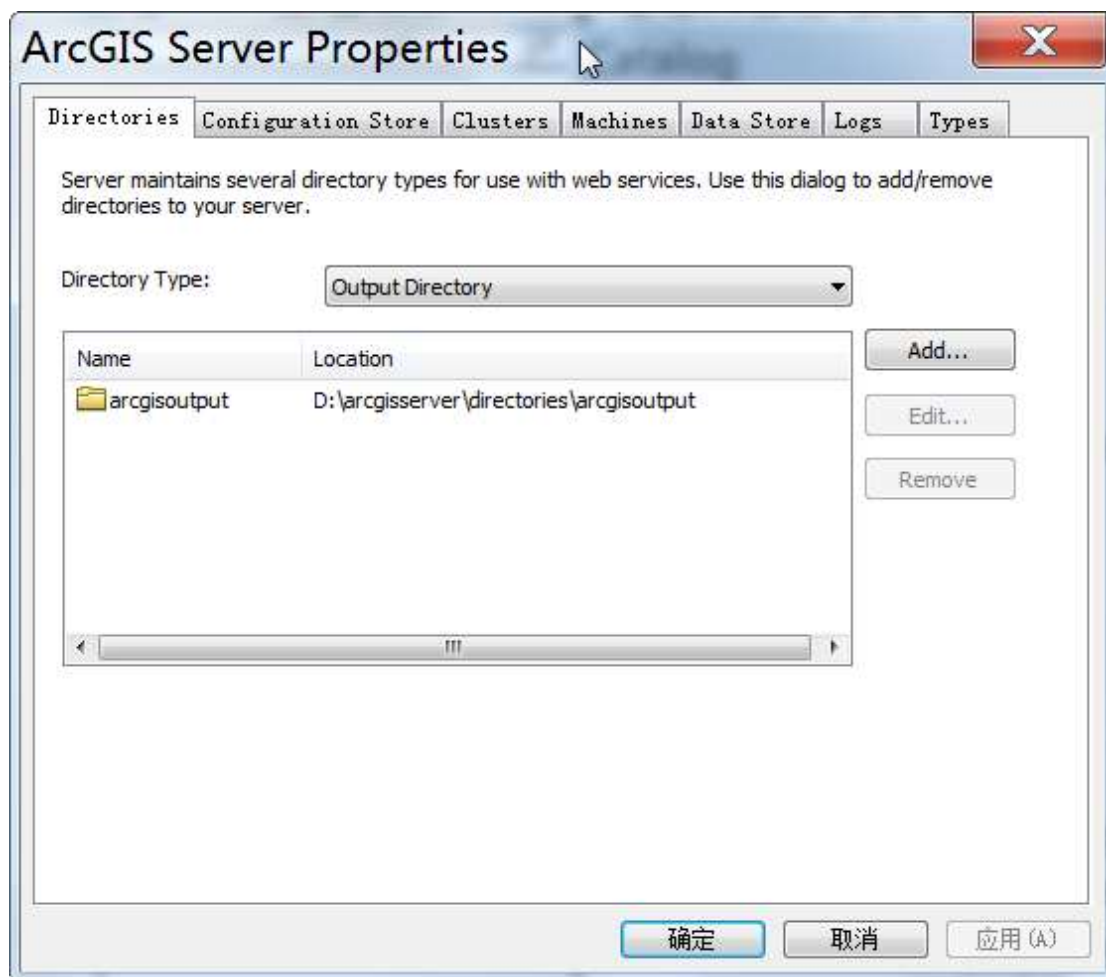 ArcGIS Server Properties
Catalog
Directories Configuration Store Clusters Machines Data Store Logs Types
Server maintains several directory types for use with web services. Use this dialog to add/remove
directories to your server.
Directory Type: Output Directory
Name Location Add...
arcgisoutput D:\arcgisserver\directories\arcgisoutput
Edit...
Remove
确定 取消 应用(A)